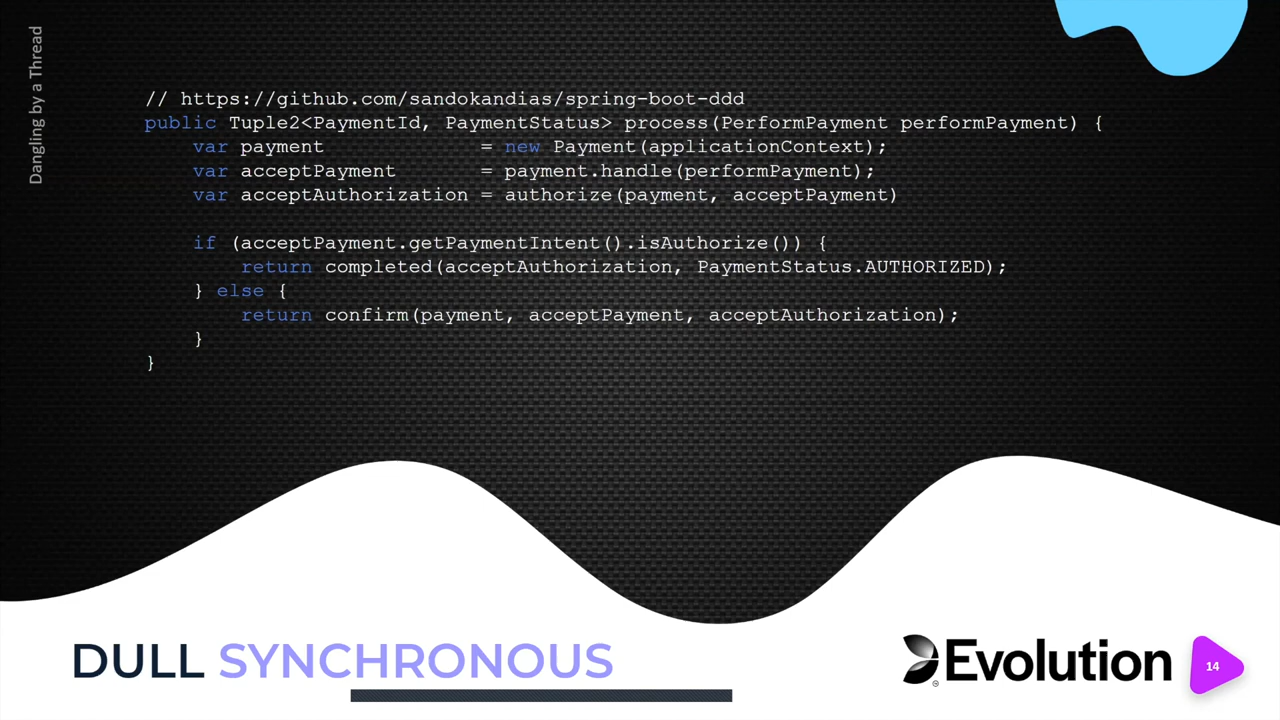 Dangling by a Thread
// https://github.com/sandokandias/spring-boot-ddd
public Tuple2<PaymentId, PaymentStatus> process(PerformPayment performPayment) {
    var payment             = new Payment(applicationContext);
    var acceptPayment       = payment.handle(performPayment);
    var acceptAuthorization = authorize(payment, acceptPayment)
    if (acceptPayment.getPaymentIntent().isAuthorize()) {
        return completed(acceptAuthorization, PaymentStatus.AUTHORIZED);
    } else {
        return confirm(payment, acceptPayment, acceptAuthorization);
    }
}
DULL SYNCHRONOUS
Evolution
14